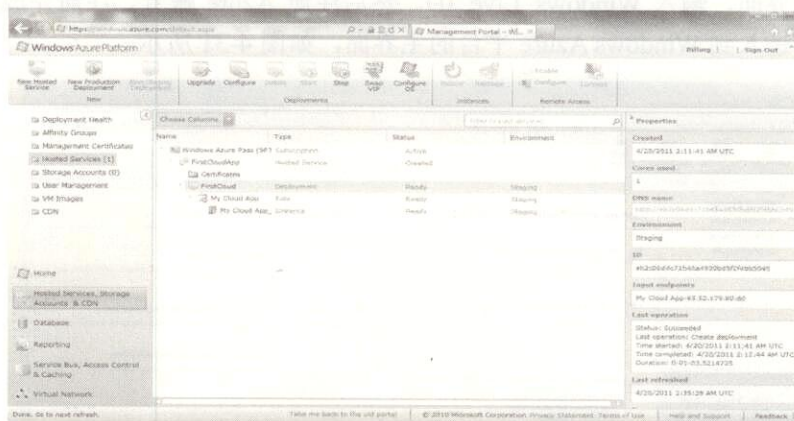 Management Portal - Wi...
Windows Azure Platform
Billing | Sign Out
New Hosted Service
New Production Deployment
Upgrade
Configure
Delete
Start
Stop
Swap VIP
Configure OS
Enable
Configure
Connect
New
Deployments
Instances
Remote Access
Deployment Health
Affinity Groups
Management Certificates
Hosted Services (1)
Storage Accounts (0)
User Management
VM Images
CDN
Home
Hosted Services, Storage Accounts & CDN
Database
Reporting
Service Bus, Access Control & Caching
Virtual Network
Choose Columns
Name Type Status Environment
Windows Azure Pass Subscription Active
FirstCloudApp Hosted Service Created
Certificates
FirstCloud Deployment Ready Staging
My Cloud App Role Ready Staging
My Cloud App_ Instance Ready Staging
Properties
Created
4/20/2011 2:11:41 AM UTC
Cores used
1
DNS name
Environment
Staging
ID
Input endpoints
Last operation
Status: Succeeded
Last operation: Create deployment
Time started: 4/20/2011 2:11:41 AM UTC
Time completed: 4/20/2011 2:12:44 AM UTC
Last refreshed
4/20/2011 2:35:28 AM UTC
Done. Go to next refresh.
Take me back to the old portal
© 2010 Microsoft Corporation Privacy Statement Terms of Use
Help and Support
Feedback